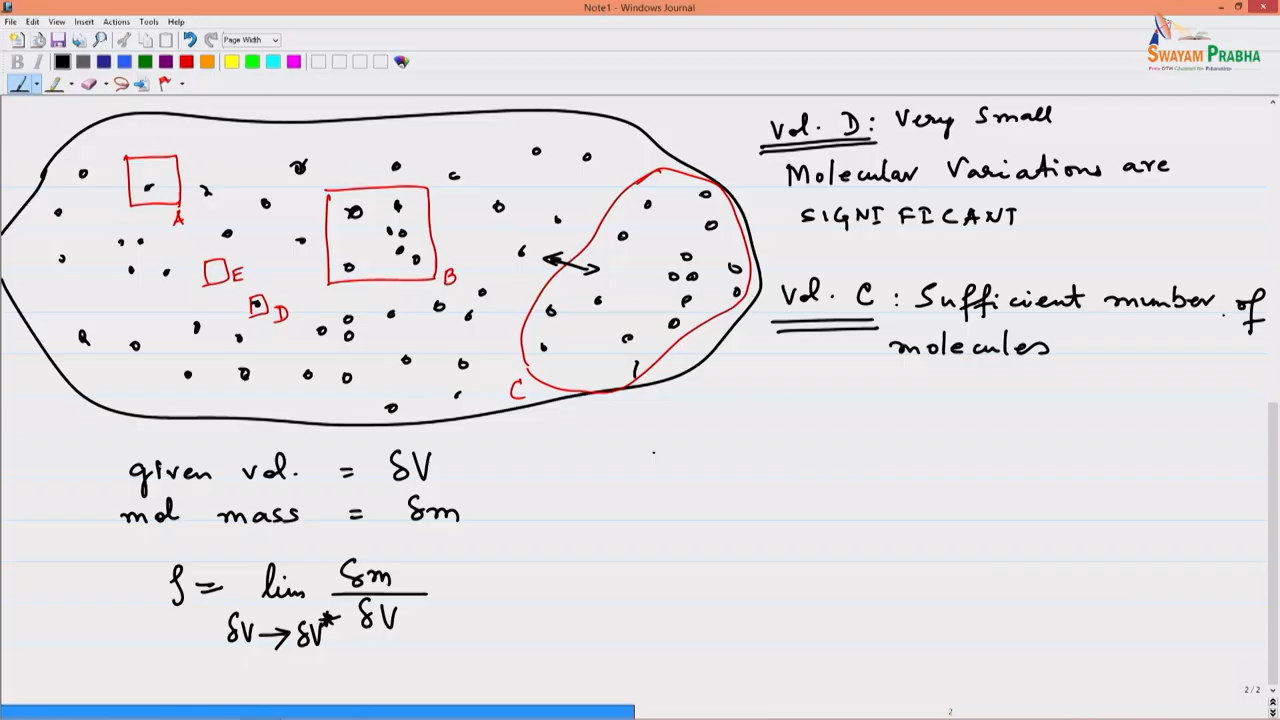 Note1 - Windows Journal
File Edit View Insert Actions Tools Help
Page Width
SWAYAM PRABHA
Vol. D: Very Small
Molecular Variations are
SIGNIFICANT
Vol. C : Sufficient number of
molecules
A
B
E
D
C
given vol. = δV
mol mass = δm
ρ = lim δm
δV
δV→δV*
2 / 2
2